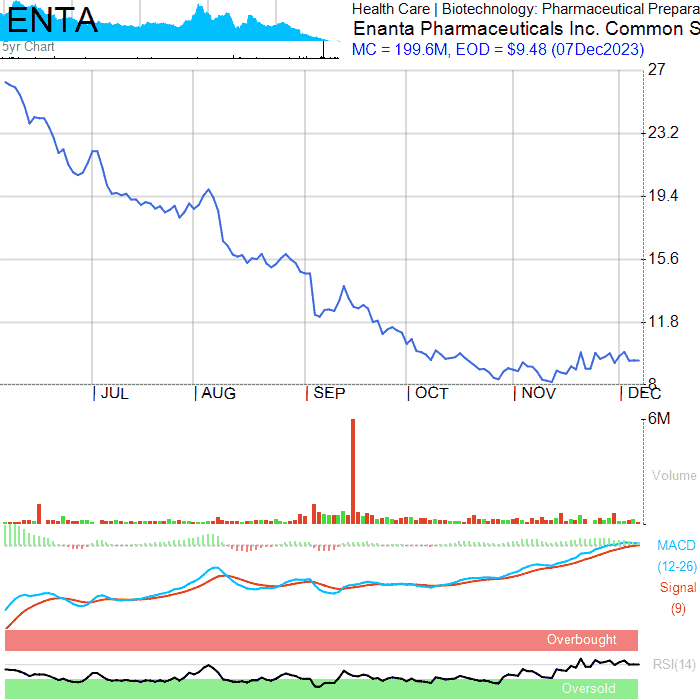 ENTA
5yr Chart
Health Care | Biotechnology: Pharmaceutical Prepara
Enanta Pharmaceuticals Inc. Common S
MC = 199.6M, EOD = $9.48 (07Dec2023)
27
23.2
19.4
15.6
11.8
8
JUL AUG SEP OCT NOV DEC
6M
Volume
MACD
(12-26)
Signal
(9)
Overbought
RSI(14)
Oversold